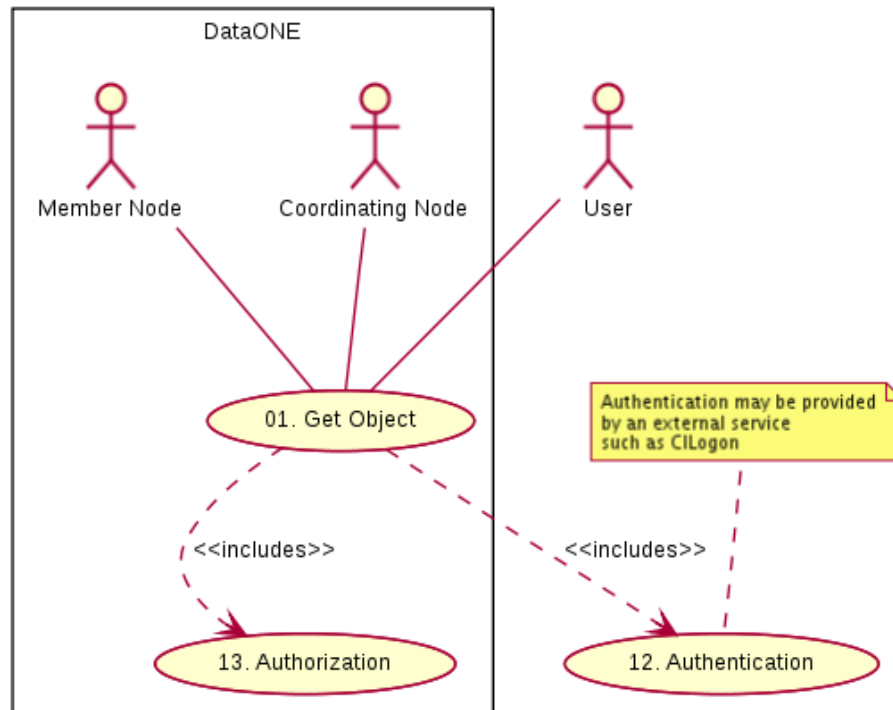 DataONE
Member Node
Coordinating Node
User
01. Get Object
Authentication may be provided
by an external service
such as CILogon
<<includes>>
<<includes>>
13. Authorization
12. Authentication